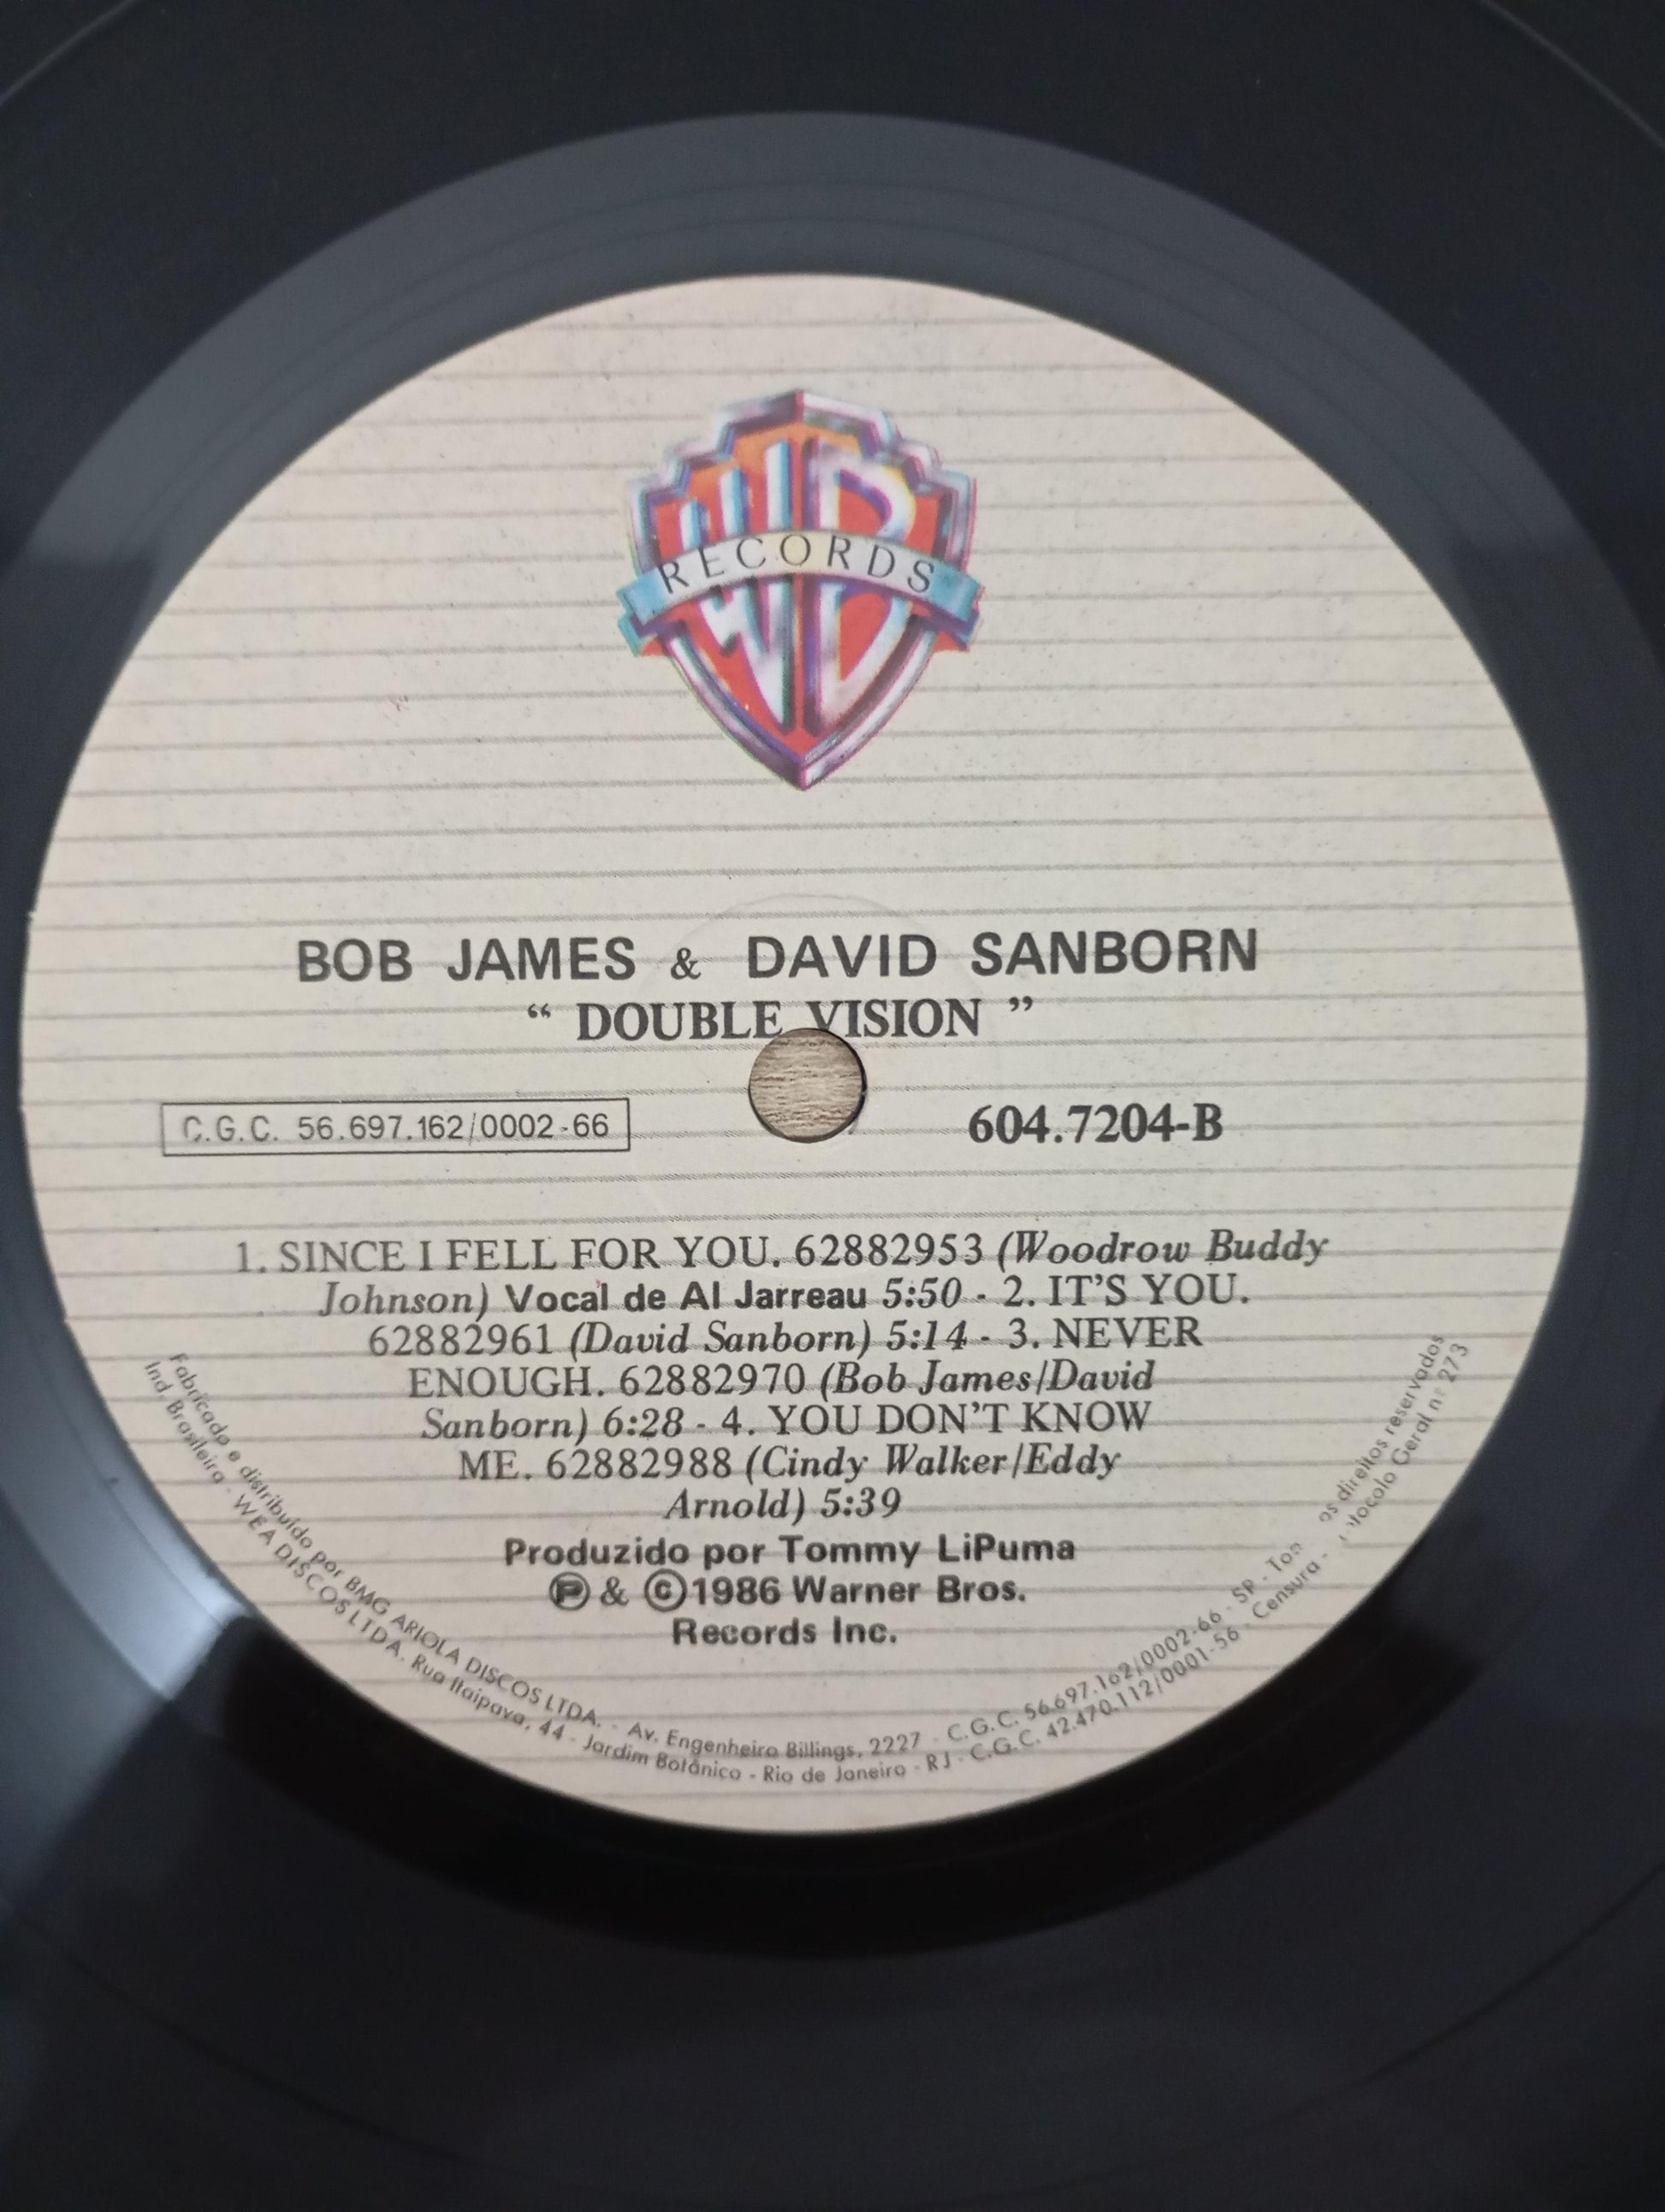 WB
RECORDS
BOB JAMES & DAVID SANBORN
“ DOUBLE VISION ”
C.G.C. 56.697.162/0002-66
604.7204-B
1. SINCE I FELL FOR YOU. 62882953 (Woodrow Buddy
Johnson) Vocal de Al Jarreau 5:50 - 2. IT’S YOU.
62882961 (David Sanborn) 5:14 - 3. NEVER
ENOUGH. 62882970 (Bob James/David
Sanborn) 6:28 - 4. YOU DON’T KNOW
ME. 62882988 (Cindy Walker/Eddy
Arnold) 5:39
Produzido por Tommy LiPuma
Ⓟ & ©1986 Warner Bros.
Records Inc.
Fabricado e distribuído por BMG ARIOLA DISCOS LTDA. - Av. Engenheiro Billings, 2227 - C.G.C. 56.697.162/0002-66 - SP - direitos reservados
Ind Brasileira - WEA DISCOS LTDA. Rua Itaipava, 44 - Jardim Botânico - Rio de Janeiro - RJ - C.G.C. 42.470.112/0001-56 - Censura - Geral nº 273